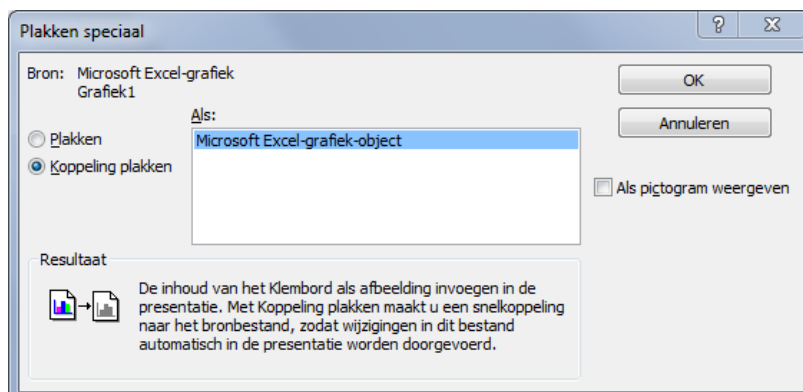 Plakken speciaal
Bron: Microsoft Excel-grafiek
Grafiek1
Als:
Plakken
Koppeling plakken
Microsoft Excel-grafiek-object
OK
Annuleren
Als pictogram weergeven
Resultaat
De inhoud van het Klembord als afbeelding invoegen in de
presentatie. Met Koppeling plakken maakt u een snelkoppeling
naar het bronbestand, zodat wijzigingen in dit bestand
automatisch in de presentatie worden doorgevoerd.